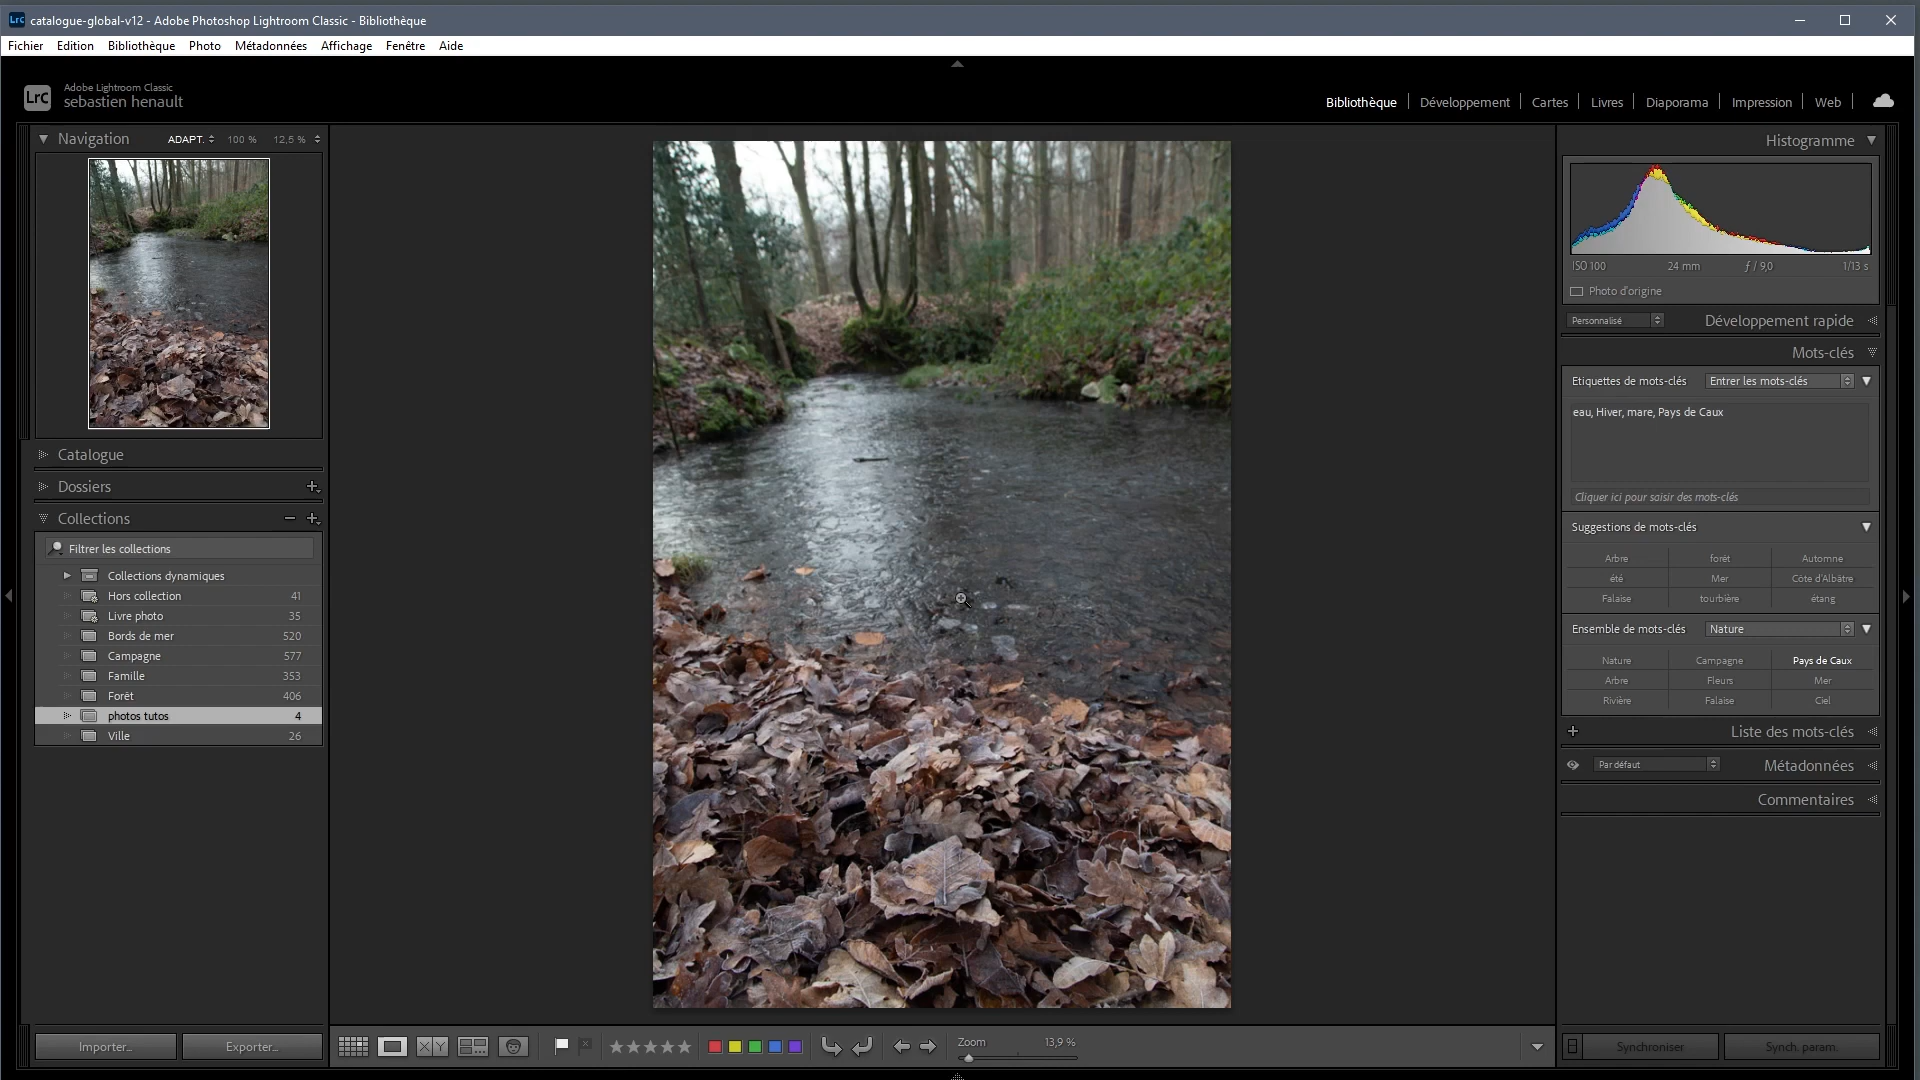 Lrc catalogue-global-v12 - Adobe Photoshop Lightroom Classic - Bibliothèque
Fichier Edition Bibliothèque Photo Métadonnées Affichage Fenêtre Aide
Lrc
Adobe Lightroom Classic
sebastien henault
Bibliothèque Développement Cartes Livres Diaporama Impression Web
Navigation ADAPT. 100 % 12,5 %
Catalogue
Dossiers
Collections
Filtrer les collections
Collections dynamiques
Hors collection 41
Livre photo 35
Bords de mer 520
Campagne 577
Famille 353
Forêt 406
photos tutos 4
Ville 26
Importer... Exporter...
XY
Zoom 13,9 %
Histogramme
ISO 100 24 mm ƒ / 9,0 1/13 s
Photo d'origine
Personnalisé Développement rapide
Mots-clés
Etiquettes de mots-clés Entrer les mots-clés
eau, Hiver, mare, Pays de Caux
Cliquer ici pour saisir des mots-clés
Suggestions de mots-clés
Arbre forêt Automne
été Mer Côte d'Albâtre
Falaise tourbière étang
Ensemble de mots-clés Nature
Nature Campagne Pays de Caux
Arbre Fleurs Mer
Rivière Falaise Ciel
Liste des mots-clés
Par défaut Métadonnées
Commentaires
Synchroniser Synch. param.